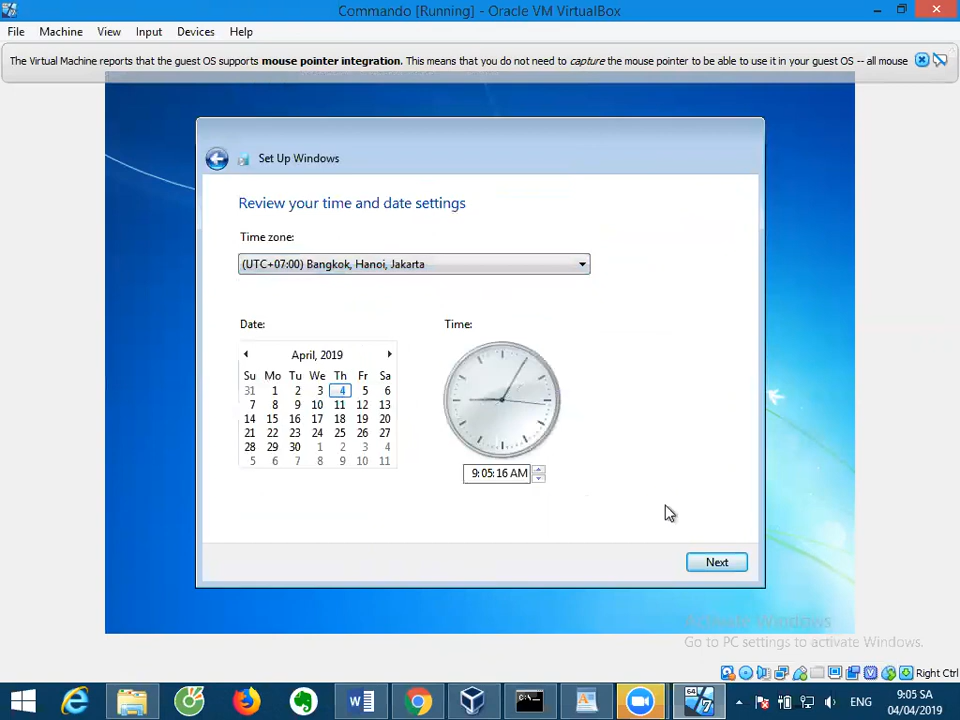 Commando [Running] - Oracle VM VirtualBox
File Machine View Input Devices Help
The Virtual Machine reports that the guest OS supports mouse pointer integration. This means that you do not need to capture the mouse pointer to be able to use it in your guest OS -- all mouse
Set Up Windows
Review your time and date settings
Time zone:
(UTC+07:00) Bangkok, Hanoi, Jakarta
Date:
Time:
April, 2019
Su Mo Tu We Th Fr Sa
31 1 2 3 4 5 6
7 8 9 10 11 12 13
14 15 16 17 18 19 20
21 22 23 24 25 26 27
28 29 30 1 2 3 4
5 6 7 8 9 10 11
9:05:16 AM
Next
Activate Windows
Go to PC settings to activate Windows.
Right Ctrl
64
7
ENG
9:05 SA
04/04/2019